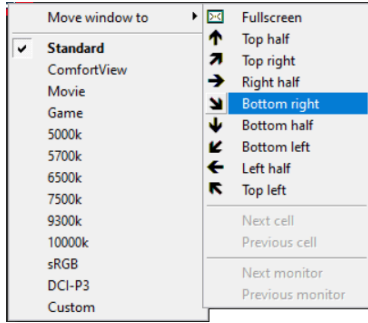 Move window to
Standard
ComfortView
Movie
Game
5000k
5700k
6500k
7500k
9300k
10000k
sRGB
DCI-P3
Custom
Fullscreen
Top half
Top right
Right half
Bottom right
Bottom half
Bottom left
Left half
Top left
Next cell
Previous cell
Next monitor
Previous monitor